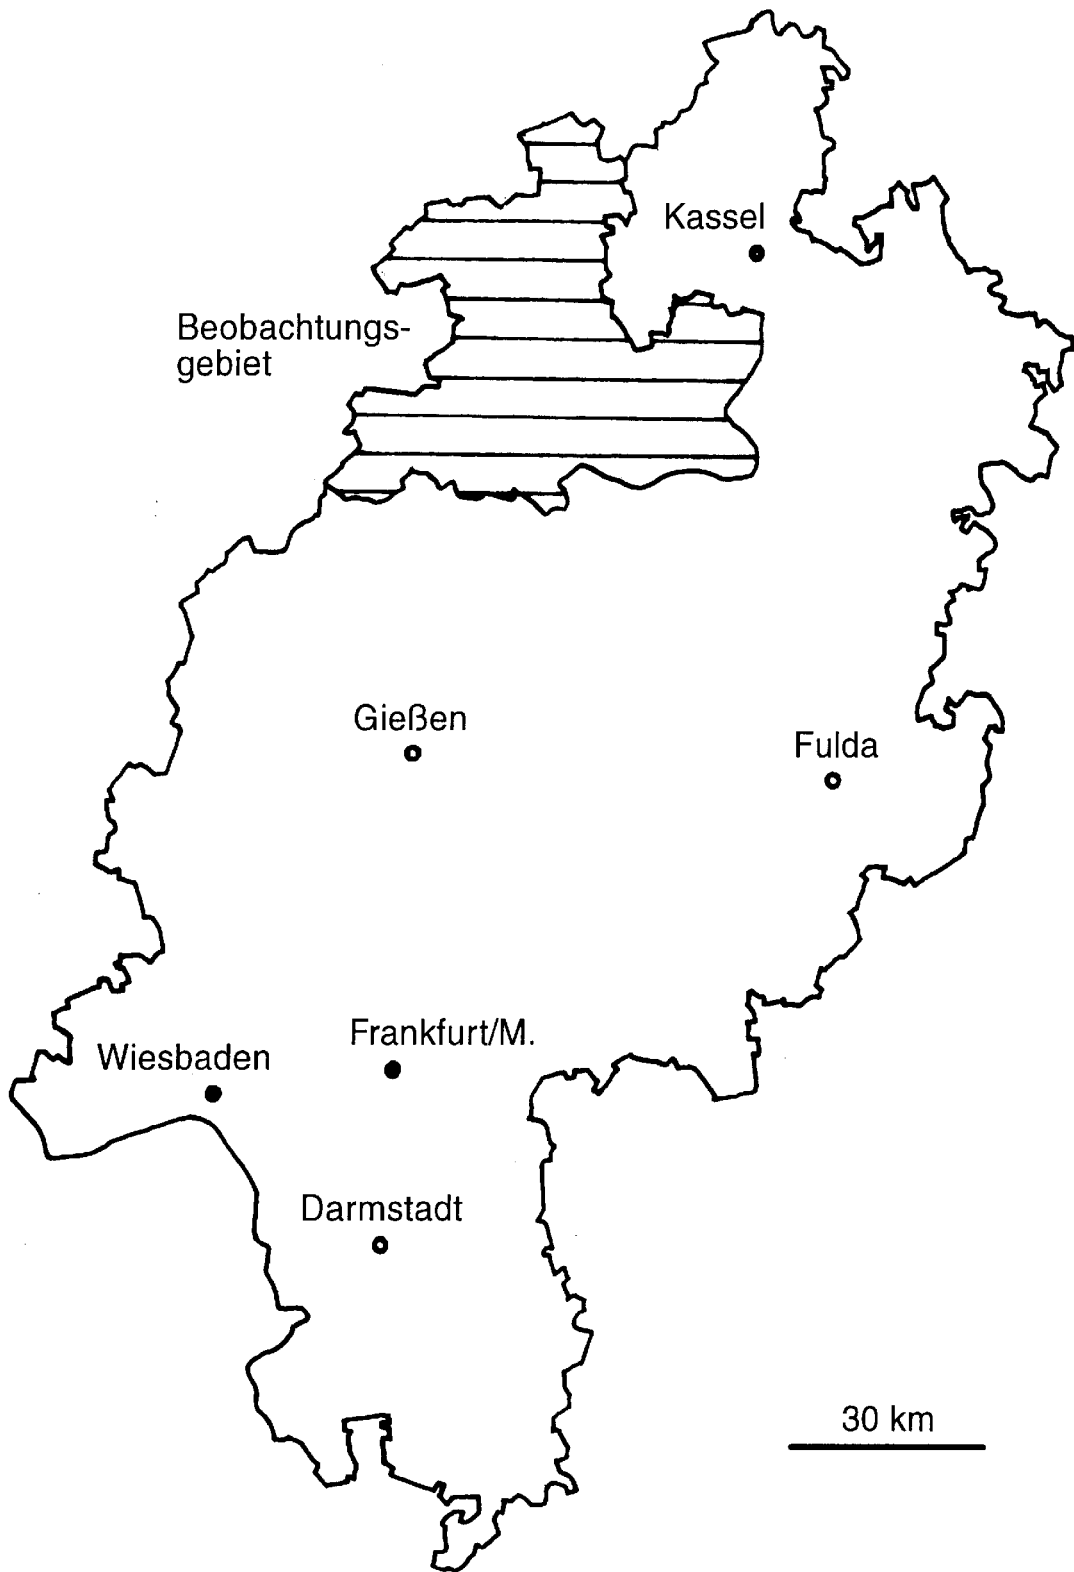 Kassel
Beobachtungs-
gebiet
Gießen
Fulda
Frankfurt/M.
Wiesbaden
Darmstadt
30 km